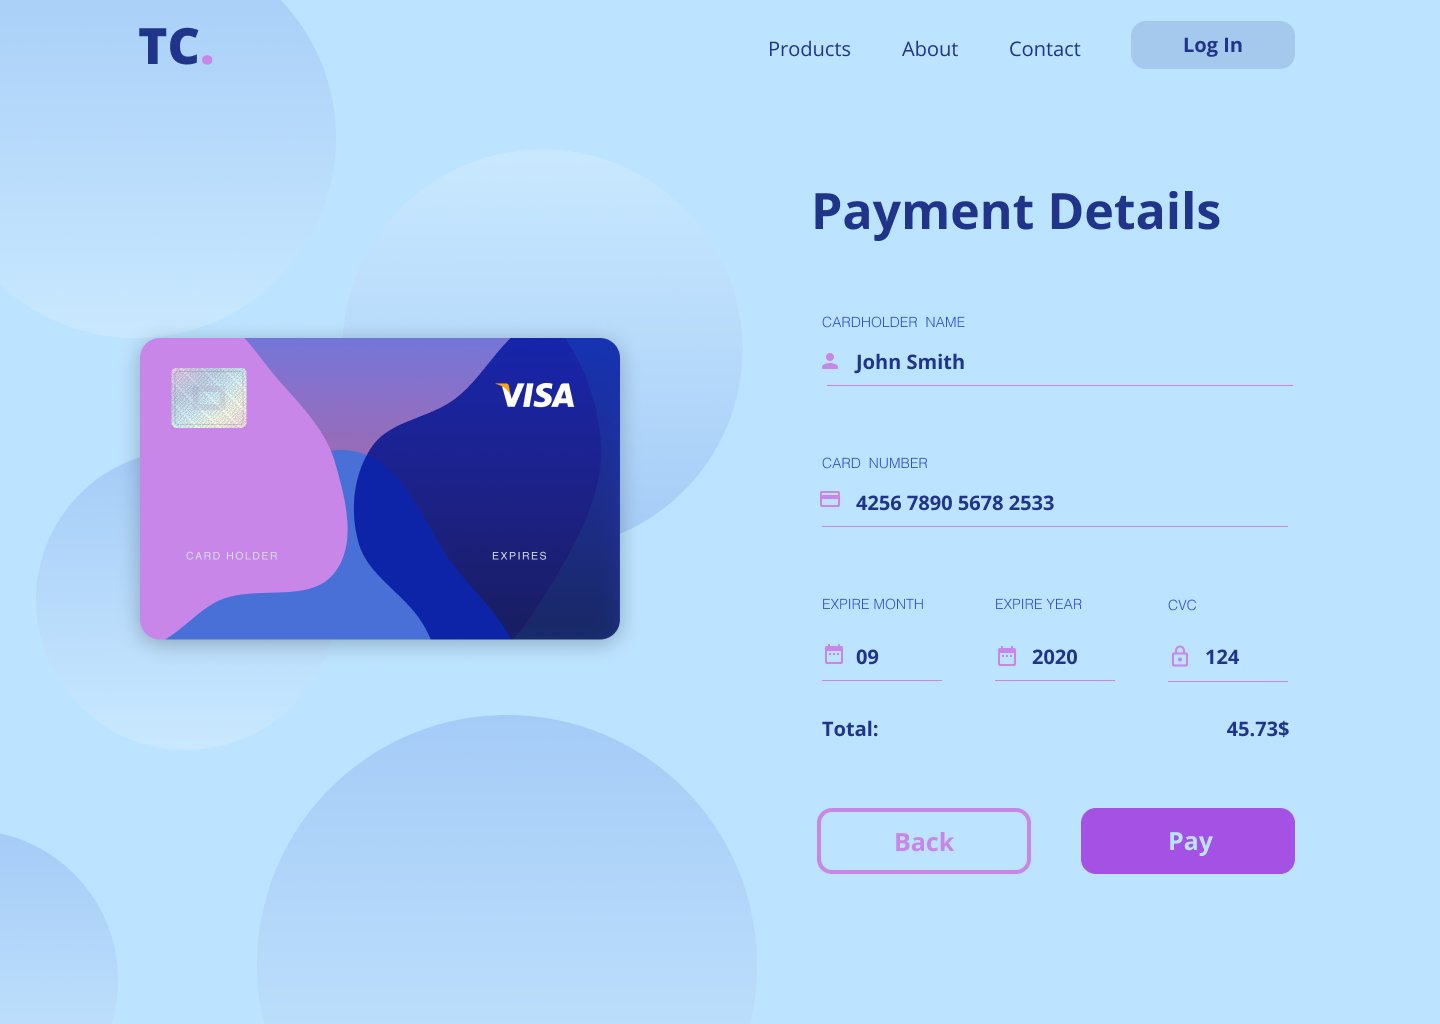 TC.
Products About Contact Log In
Payment Details
CARDHOLDER NAME
John Smith
VISA
CARD HOLDER EXPIRES
CARD NUMBER
4256 7890 5678 2533
EXPIRE MONTH EXPIRE YEAR CVC
09 2020 124
Total: 45.73$
Back Pay